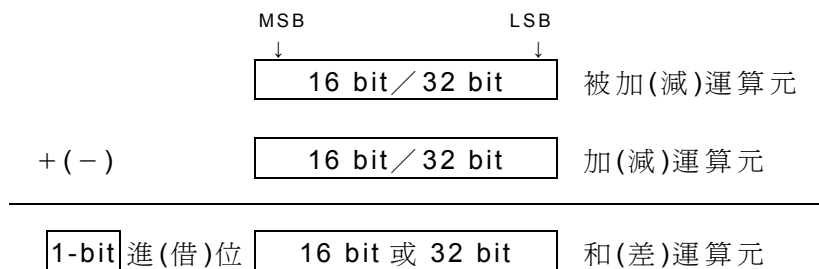 MSB LSB
↓ ↓
16 bit／32 bit 被加(減)運算元
＋(－) 16 bit／32 bit 加(減)運算元
1-bit 進(借)位 16 bit 或 32 bit 和(差)運算元